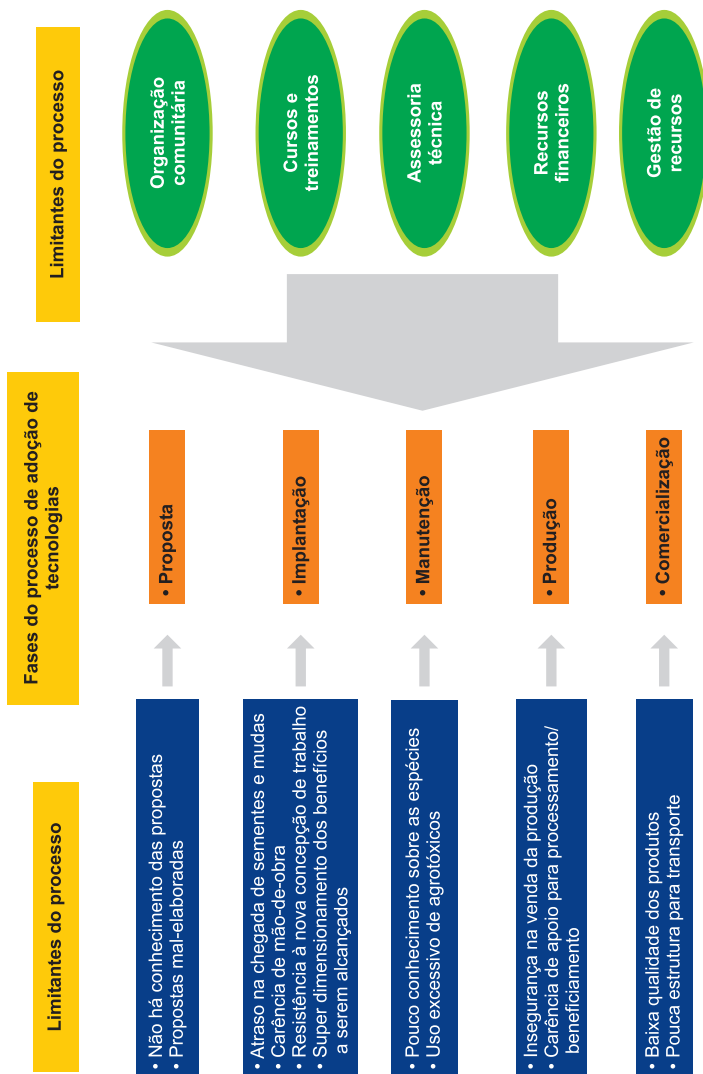 Limitantes do processo
Fases do processo de adoção de
tecnologias
Limitantes do processo
• Não há conhecimento das propostas
• Propostas mal-elaboradas
• Proposta
Organização
comunitária
• Atraso na chegada de sementes e mudas
• Carência de mão-de-obra
• Resistência à nova concepção de trabalho
• Super dimensionamento dos benefícios
a serem alcançados
• Implantação
Cursos e
treinamentos
• Pouco conhecimento sobre as espécies
• Uso excessivo de agrotóxicos
• Manutenção
Assessoria
técnica
• Insegurança na venda da produção
• Carência de apoio para processamento/
beneficiamento
• Produção
Recursos
financeiros
• Baixa qualidade dos produtos
• Pouca estrutura para transporte
• Comercialização
Gestão de
recursos